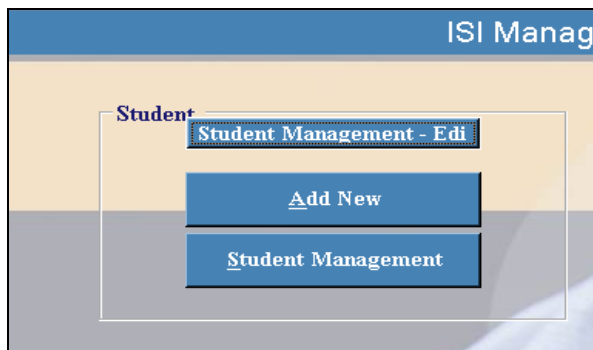 ISI Manag
Student
Student Management - Edi
Add New
Student Management